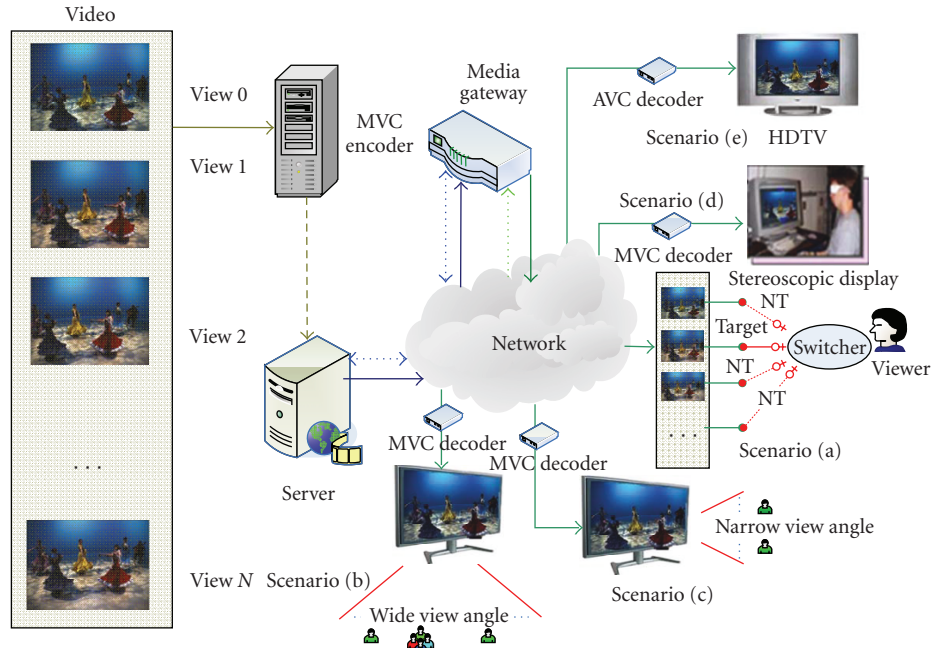 Video
View 0
View 1
View 2
. . .
View N
MVC
encoder
Media
gateway
Server
Network
AVC decoder
Scenario (e)
HDTV
Scenario (d)
MVC decoder
Stereoscopic display
NT
Target
NT
NT
. . .
Switcher
Viewer
Scenario (a)
MVC decoder
MVC decoder
Scenario (b)
Wide view angle
Scenario (c)
Narrow view angle